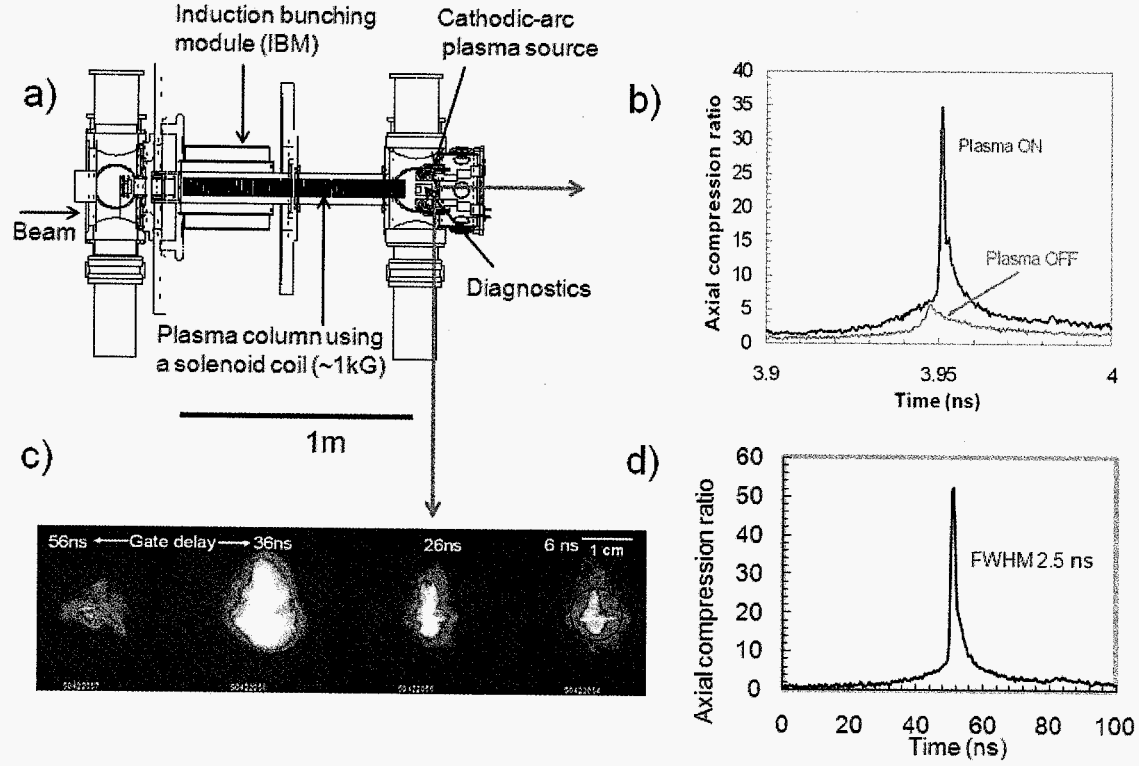 a)
Induction bunching
module (IBM)
Cathodic-arc
plasma source
Beam
Diagnostics
Plasma column using
a solenoid coil (~1kG)
1m
b)
Axial compression ratio
40
35
30
25
20
15
10
5
0
Plasma ON
Plasma OFF
3.9
3.95
4
Time (ns)
c)
56ns
Gate delay
36ns
26ns
6 ns
1 cm
d)
Axial compression ratio
60
50
40
30
20
10
0
FWHM 2.5 ns
0
20
40
60
80
100
Time (ns)